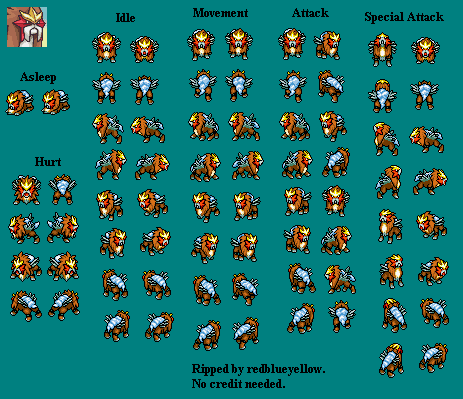 Idle
Movement
Attack
Special Attack
Asleep
Hurt
Ripped by redblueyellow.
No credit needed.